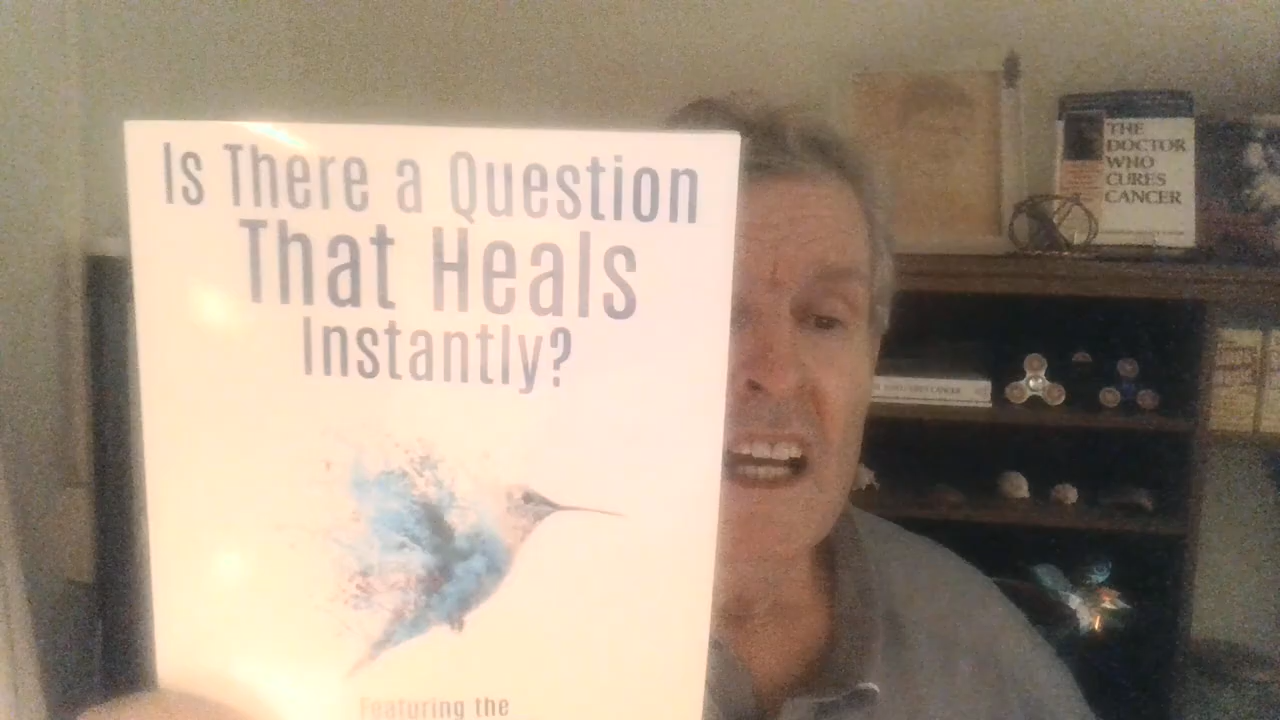 Is There a Question
That Heals
Instantly?
Featuring the
THE
DOCTOR
WHO
CURES
CANCER